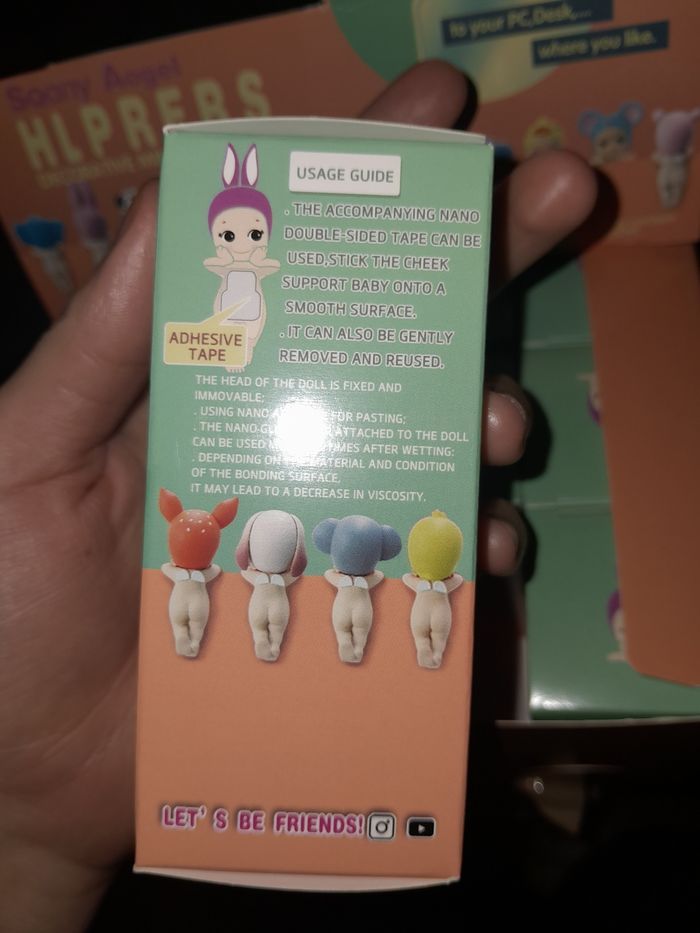 to your PC,Desk,...
where you like.
Soony Angel
HLPRERS
USAGE GUIDE
. THE ACCOMPANYING NANO
DOUBLE-SIDED TAPE CAN BE
USED,STICK THE CHEEK
SUPPORT BABY ONTO A
SMOOTH SURFACE.
. IT CAN ALSO BE GENTLY
REMOVED AND REUSED.
ADHESIVE
TAPE
THE HEAD OF THE DOLL IS FIXED AND
IMMOVABLE;
. USING NANO FOR PASTING;
. THE NANO ATTACHED TO THE DOLL
CAN BE USED TIMES AFTER WETTING:
. DEPENDING ON MATERIAL AND CONDITION
OF THE BONDING SURFACE,
IT MAY LEAD TO A DECREASE IN VISCOSITY.
LET' S BE FRIENDS!